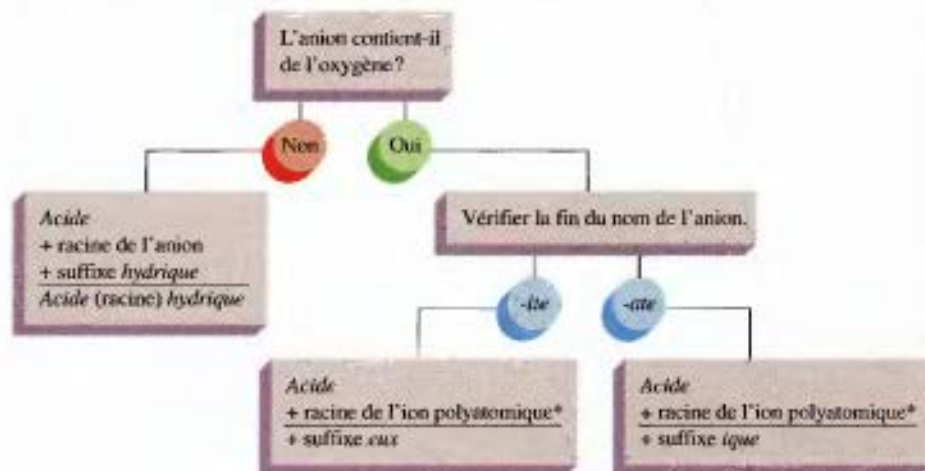 L'anion contient-il
de l'oxygène?
Non
Oui
Acide
+ racine de l'anion
+ suffixe hydrique
Acide (racine) hydrique
Vérifier la fin du nom de l'anion.
-ite
-ate
Acide
+ racine de l'ion polyatomique*
+ suffixe eux
Acide
+ racine de l'ion polyatomique*
+ suffixe ique